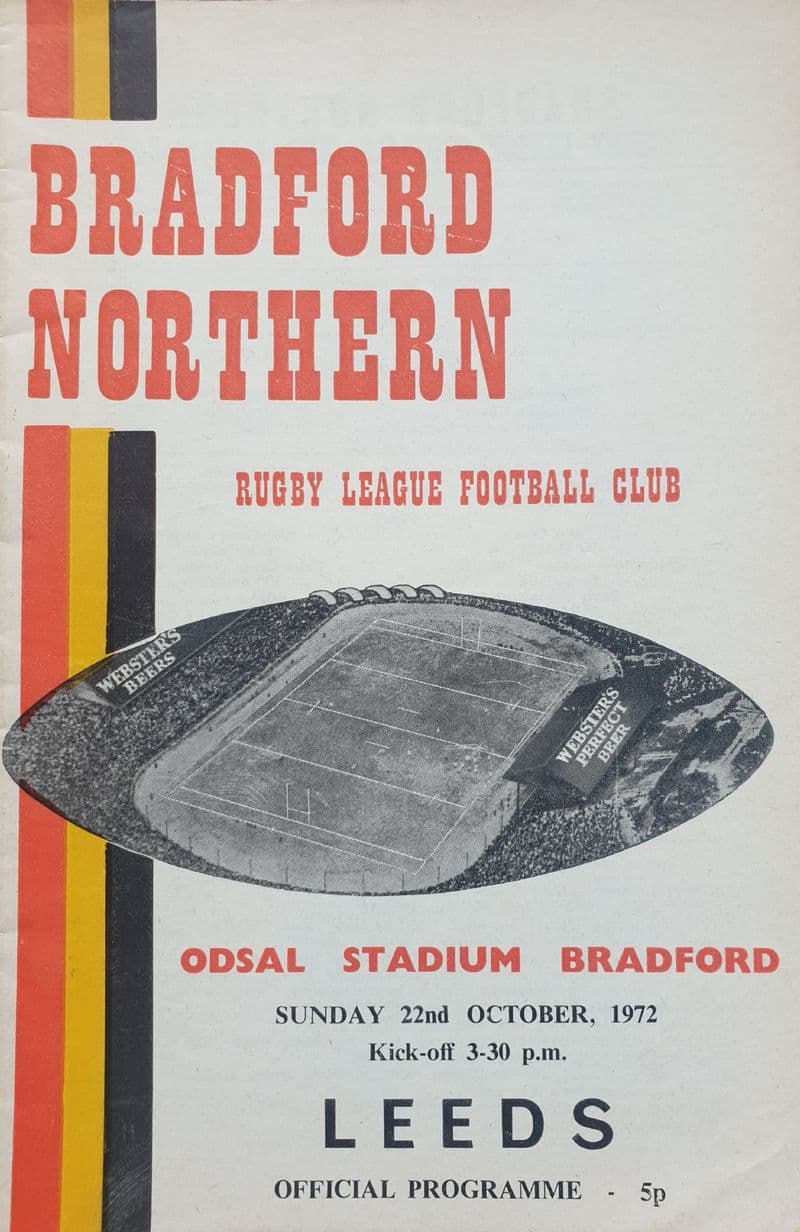 BRADFORD
NORTHERN
RUGBY LEAGUE FOOTBALL CLUB
WEBSTER'S
BEERS
WEBSTER'S
PERFECT
BEER
ODSAL STADIUM BRADFORD
SUNDAY 22nd OCTOBER, 1972
Kick-off 3-30 p.m.
LEEDS
OFFICIAL PROGRAMME - 5p